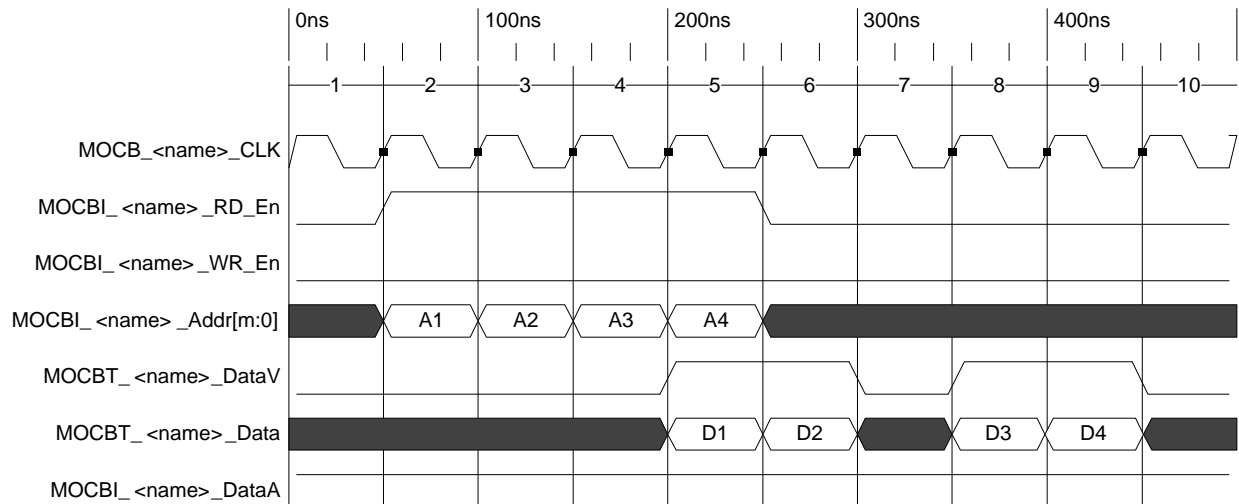 0ns 100ns 200ns 300ns 400ns
1 2 3 4 5 6 7 8 9 10
MOCB_<name>_CLK
MOCBI_ <name> _RD_En
MOCBI_ <name> _WR_En
MOCBI_ <name> _Addr[m:0] A1 A2 A3 A4
MOCBT_ <name>_DataV
MOCBT_ <name>_Data D1 D2 D3 D4
MOCBI_ <name>_DataA